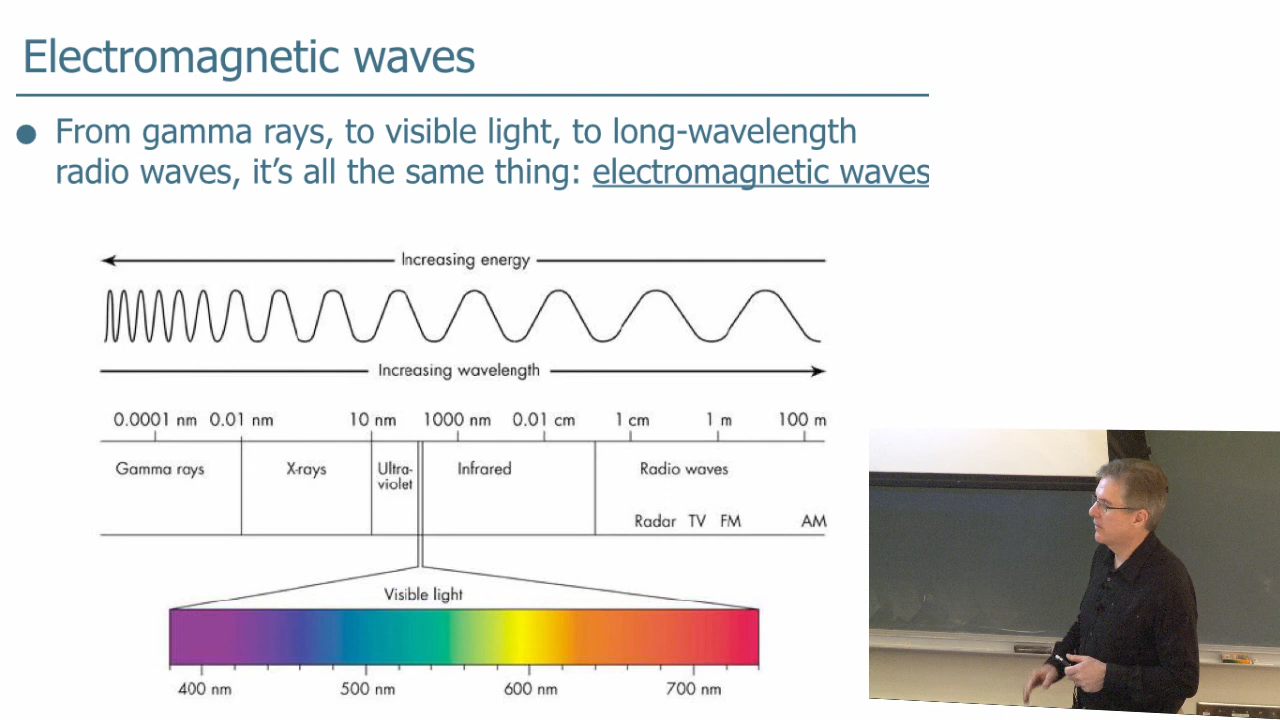 Electromagnetic waves
● From gamma rays, to visible light, to long-wavelength
radio waves, it’s all the same thing: electromagnetic waves
Increasing energy
Increasing wavelength
0.0001 nm 0.01 nm 10 nm 1000 nm 0.01 cm 1 cm 1 m 100 m
Gamma rays X-rays Ultra- Infrared Radio waves
violet
Radar TV FM AM
Visible light
400 nm 500 nm 600 nm 700 nm